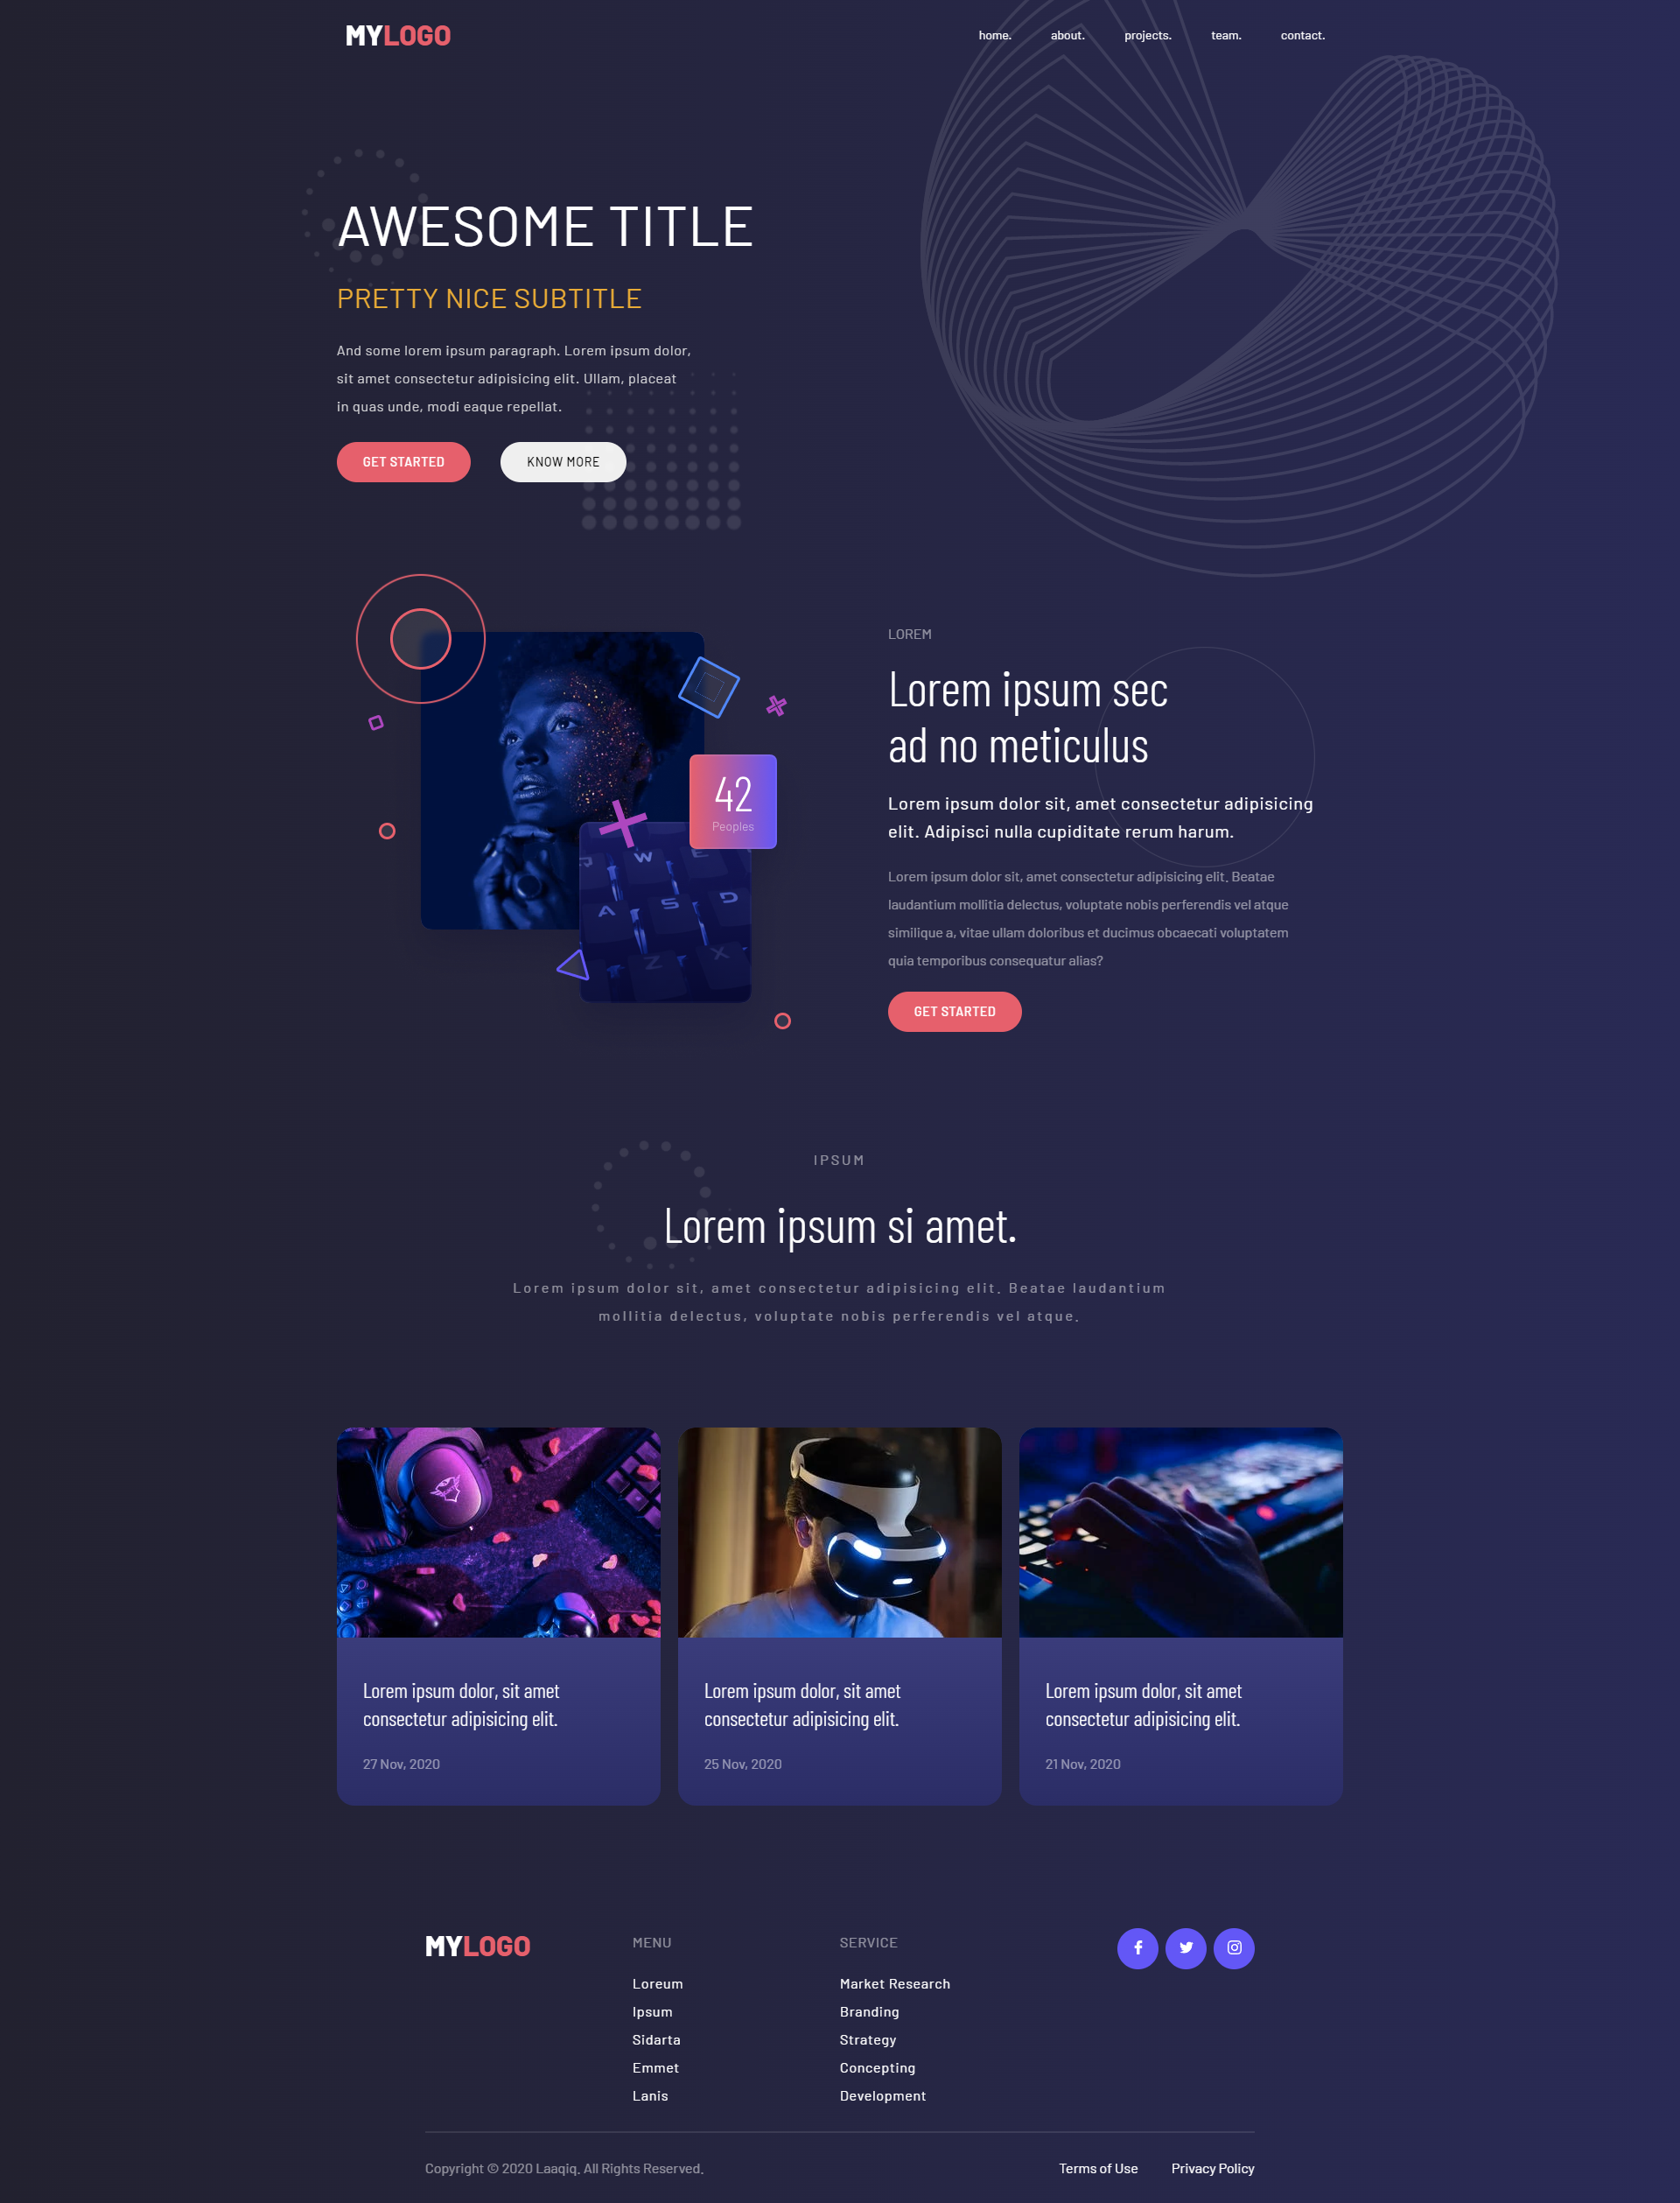 MYLOGO
home. about. projects. team. contact.
AWESOME TITLE
PRETTY NICE SUBTITLE
And some lorem ipsum paragraph. Lorem ipsum dolor,
sit amet consectetur adipisicing elit. Ullam, placeat
in quas unde, modi eaque repellat.
GET STARTED
KNOW MORE
42
Peoples
W E
A S D
Z X
LOREM
Lorem ipsum sec
ad no meticulus
Lorem ipsum dolor sit, amet consectetur adipisicing
elit. Adipisci nulla cupiditate rerum harum.
Lorem ipsum dolor sit, amet consectetur adipisicing elit. Beatae
laudantium mollitia delectus, voluptate nobis perferendis vel atque
similique a, vitae ullam doloribus et ducimus obcaecati voluptatem
quia temporibus consequatur alias?
GET STARTED
IPSUM
Lorem ipsum si amet.
Lorem ipsum dolor sit, amet consectetur adipisicing elit. Beatae laudantium
mollitia delectus, voluptate nobis perferendis vel atque.
Lorem ipsum dolor, sit amet
consectetur adipisicing elit.
27 Nov, 2020
Lorem ipsum dolor, sit amet
consectetur adipisicing elit.
25 Nov, 2020
Lorem ipsum dolor, sit amet
consectetur adipisicing elit.
21 Nov, 2020
MYLOGO
MENU
Loreum
Ipsum
Sidarta
Emmet
Lanis
SERVICE
Market Research
Branding
Strategy
Concepting
Development
Copyright © 2020 Laaqiq. All Rights Reserved.
Terms of Use
Privacy Policy